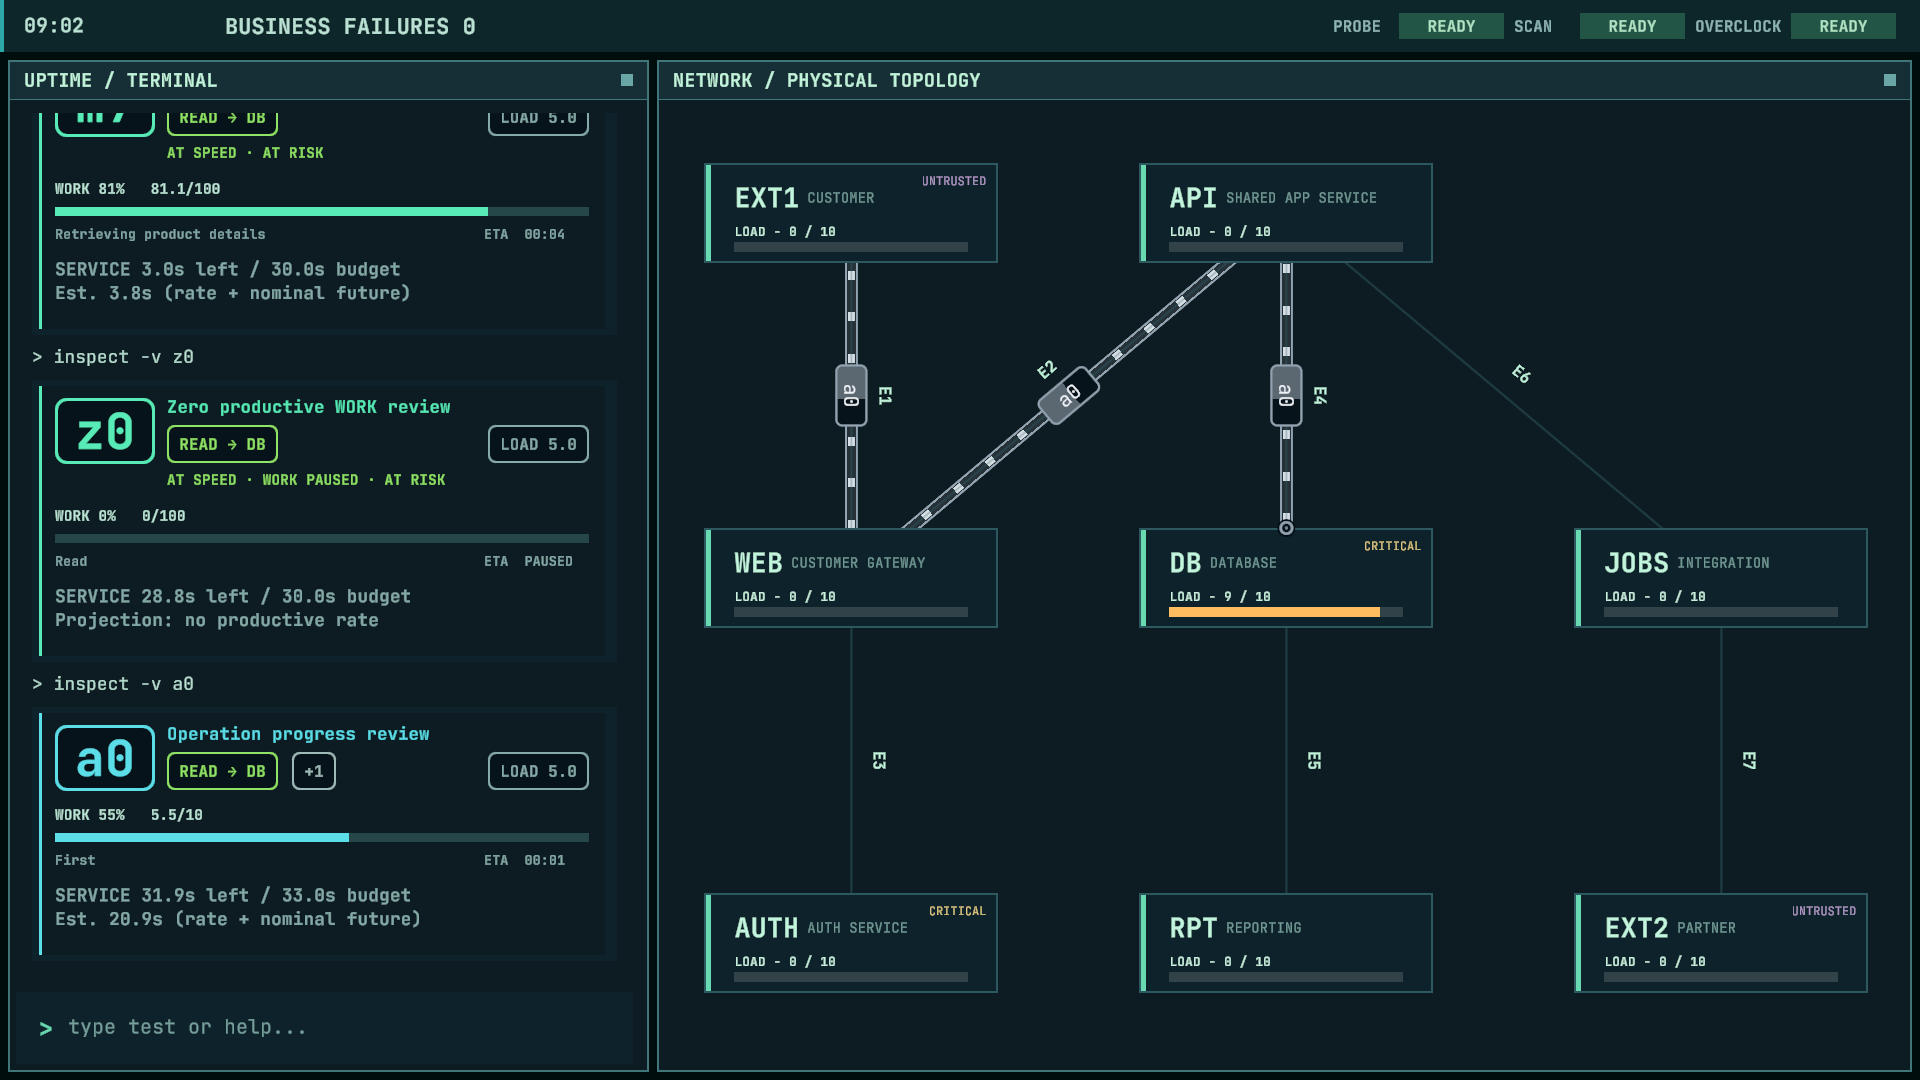 09:02
BUSINESS FAILURES 0
PROBE READY SCAN READY OVERCLOCK READY
UPTIME / TERMINAL
READ → DB
LOAD 5.0
AT SPEED · AT RISK
WORK 81% 81.1/100
Retrieving product details ETA 00:04
SERVICE 3.0s left / 30.0s budget
Est. 3.8s (rate + nominal future)
> inspect -v z0
z0
Zero productive WORK review
READ → DB
LOAD 5.0
AT SPEED · WORK PAUSED · AT RISK
WORK 0% 0/100
Read ETA PAUSED
SERVICE 28.8s left / 30.0s budget
Projection: no productive rate
> inspect -v a0
a0
Operation progress review
READ → DB
+1
LOAD 5.0
WORK 55% 5.5/10
First ETA 00:01
SERVICE 31.9s left / 33.0s budget
Est. 20.9s (rate + nominal future)
> type test or help...
NETWORK / PHYSICAL TOPOLOGY
UNTRUSTED
EXT1 CUSTOMER
LOAD - 0 / 10
API SHARED APP SERVICE
LOAD - 0 / 10
a0
E1
E2
a0
a0
E4
E6
WEB CUSTOMER GATEWAY
LOAD - 0 / 10
CRITICAL
DB DATABASE
LOAD - 9 / 10
JOBS INTEGRATION
LOAD - 0 / 10
E3
E5
E7
CRITICAL
AUTH AUTH SERVICE
LOAD - 0 / 10
RPT REPORTING
LOAD - 0 / 10
UNTRUSTED
EXT2 PARTNER
LOAD - 0 / 10